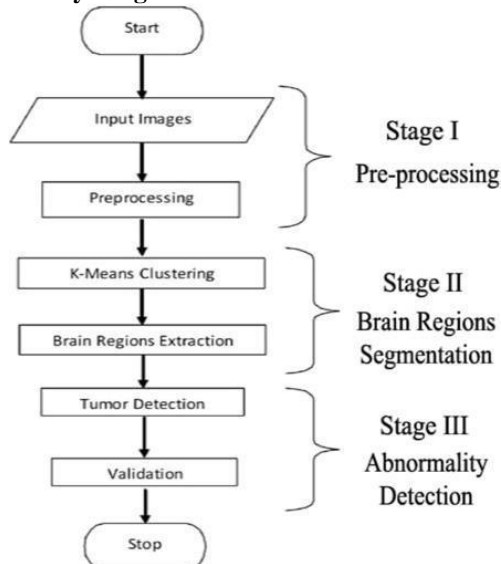 Start
Input Images
Stage I
Pre-processing
Preprocessing
K-Means Clustering
Stage II
Brain Regions
Segmentation
Brain Regions Extraction
Tumor Detection
Stage III
Abnormality
Detection
Validation
Stop